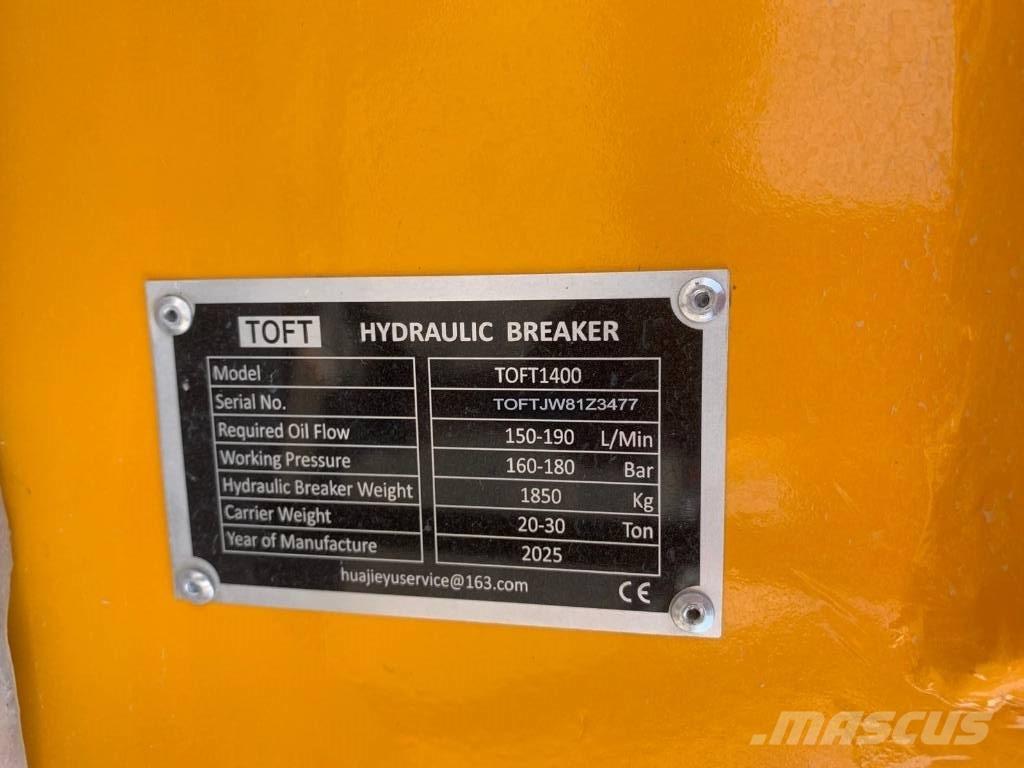 TOFT HYDRAULIC BREAKER
Model TOFT1400
Serial No. TOFTJW81Z3477
Required Oil Flow 150-190 L/Min
Working Pressure 160-180 Bar
Hydraulic Breaker Weight 1850 Kg
Carrier Weight 20-30 Ton
Year of Manufacture 2025
huajieyuservice@163.com CE
.MASCUS